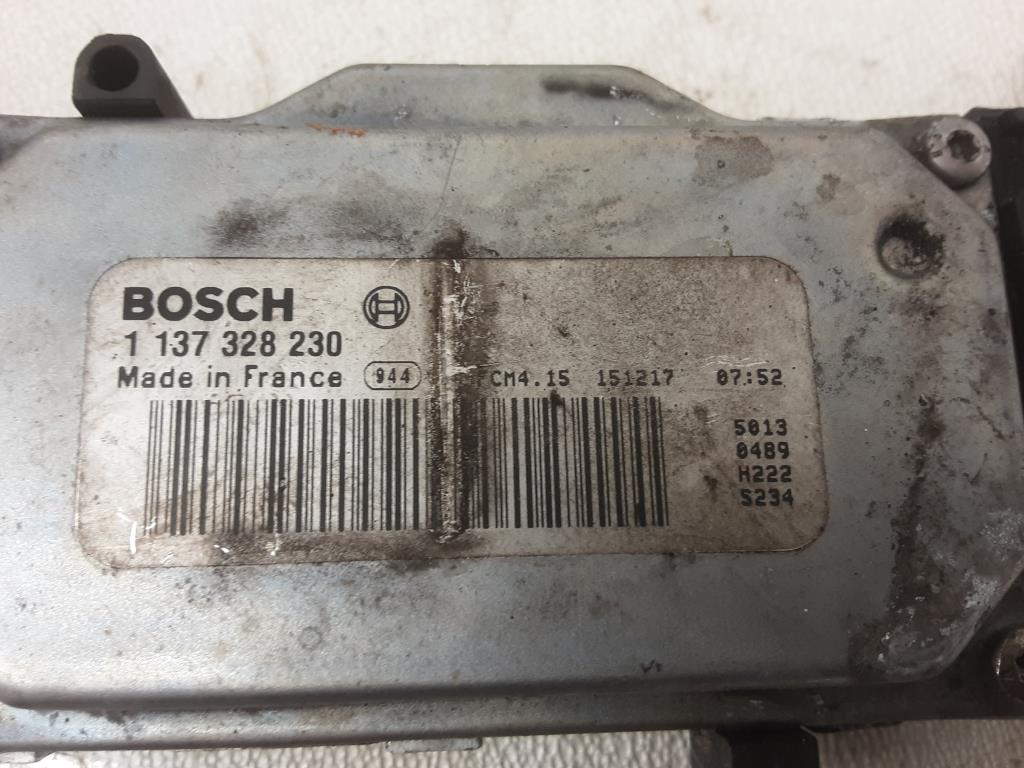 BOSCH
1 137 328 230
Made in France 944 CM4.15 151217 07:52
5013
0489
H222
S234